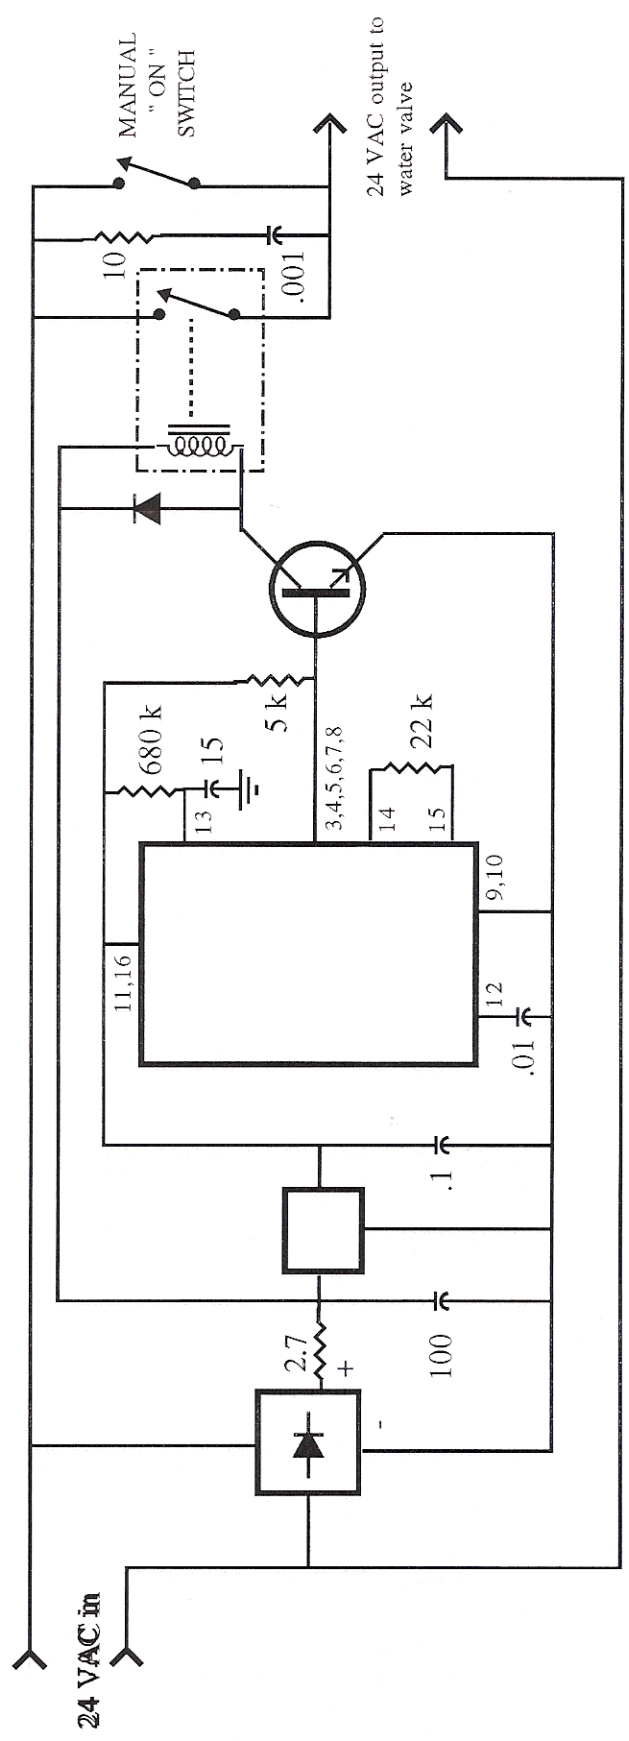 24 VAC in
+
-
2.7
100
.1
11,16
.01
12
9,10
13
680 k
15
3,4,5,6,7,8
14
15
22 k
5 k
10
.001
MANUAL
" ON "
SWITCH
24 VAC output to
water valve